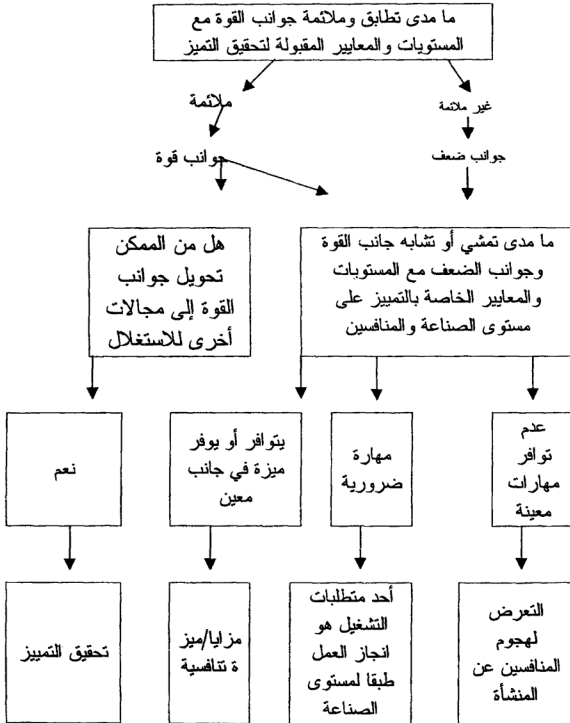 ما مدى تطابق وملائمة جوانب القوة مع
المستويات والمعايير المقبولة لتحقيق التميز
ملائمة
غير ملائمة
جوانب قوة
جوانب ضعف
هل من الممكن
تحويل جوانب
القوة إلى مجالات
أخرى للاستغلال
ما مدى تمشي أو تشابه جانب القوة
وجوانب الضعف مع المستويات
والمعايير الخاصة بالتمييز على
مستوى الصناعة والمنافسين
نعم
يتوافر أو يوفر
ميزة في جانب
معين
مهارة
ضرورية
عدم
توافر
مهارات
معينة
تحقيق التمييز
مزايا/ميز
ة تنافسية
أحد متطلبات
التشغيل هو
انجاز العمل
طبقا لمستوى
الصناعة
التعرض
لهجوم
المنافسين عن
المنشأة